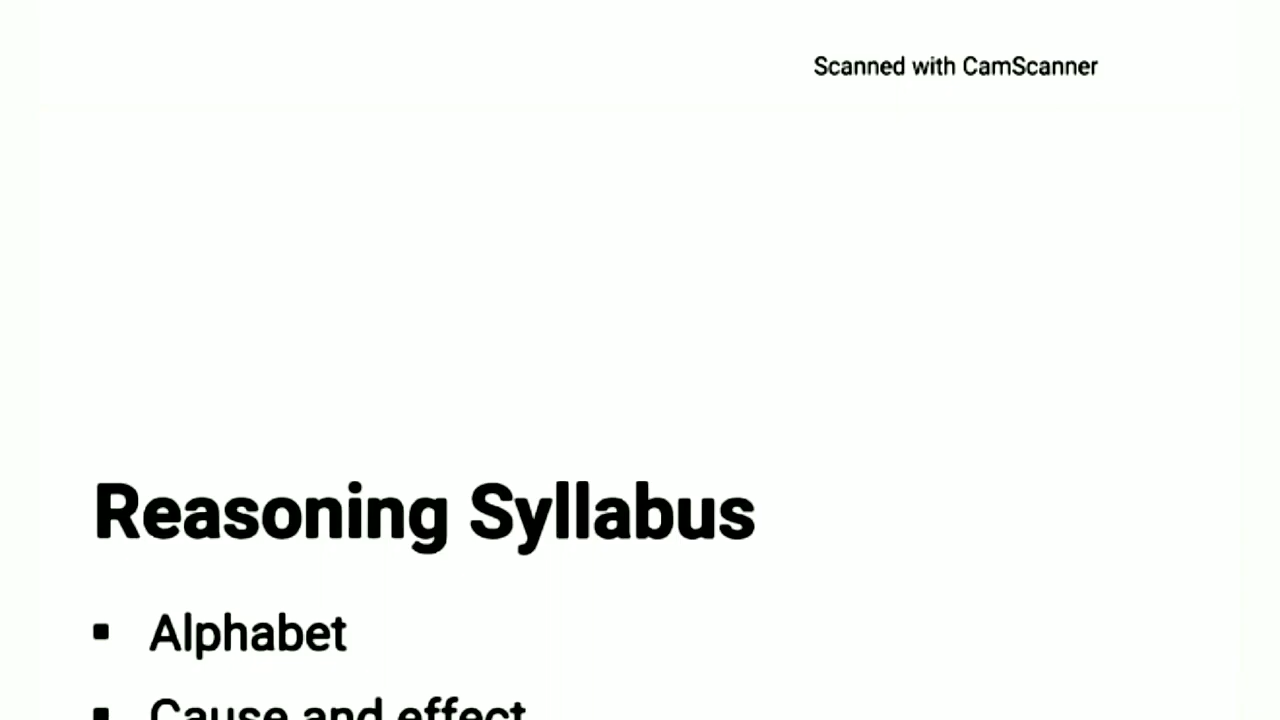 Scanned with CamScanner
Reasoning Syllabus
▪ Alphabet
▪ Cause and effect